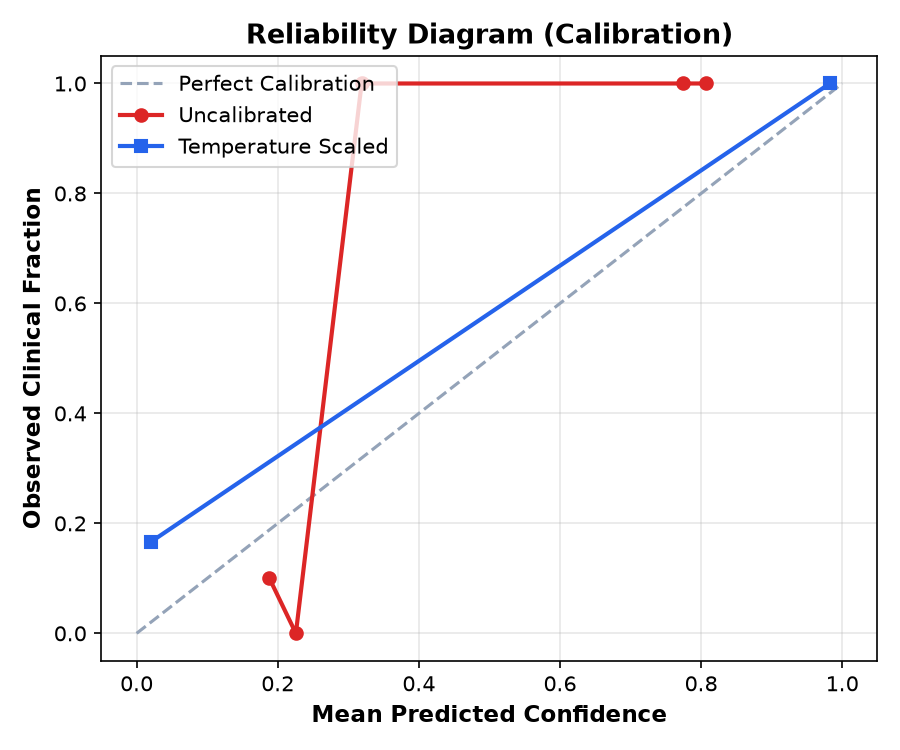 Reliability Diagram (Calibration)
Perfect Calibration
Uncalibrated
Temperature Scaled
Observed Clinical Fraction
1.0
0.8
0.6
0.4
0.2
0.0
0.0 0.2 0.4 0.6 0.8 1.0
Mean Predicted Confidence